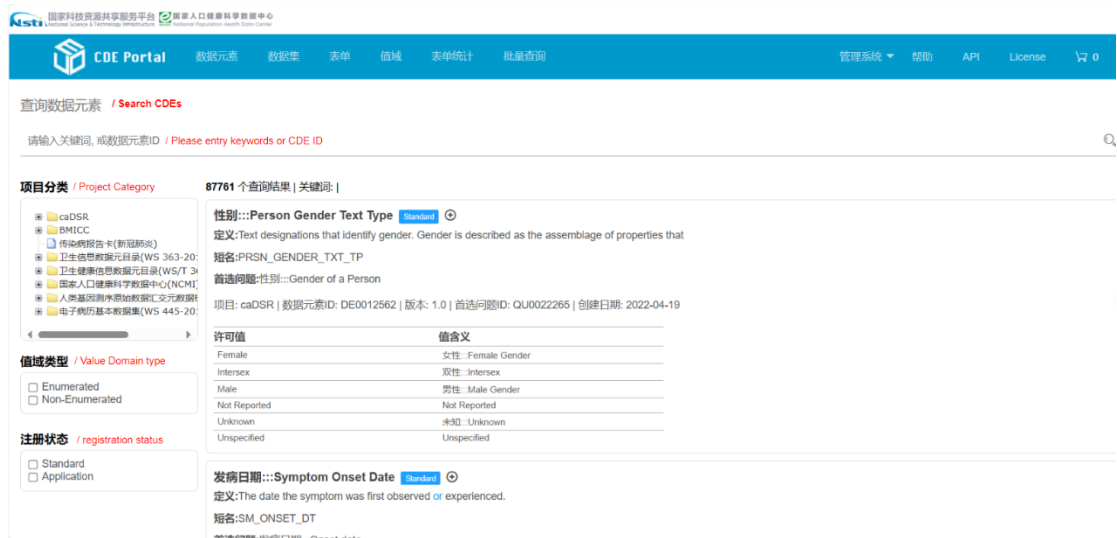 Nsti 国家科技资源共享服务平台 国家人口健康科学数据中心
National Science & Technology Infrastructure National Population Health Data Center
CDE Portal 数据元素 数据集 表单 值域 表单统计 批量查询 管理系统 帮助 API License 0
查询数据元素 / Search CDEs
请输入关键词, 或数据元素ID / Please entry keywords or CDE ID
项目分类 / Project Category
caDSR
BMICC
传染病报告卡(新冠肺炎)
卫生信息数据元目录(WS 363-20
卫生健康信息数据元目录(WS/T 3
国家人口健康科学数据中心(NCMI
人类基因测序原始数据汇交元数据
电子病历基本数据集(WS 445-20
值域类型 / Value Domain type
Enumerated
Non-Enumerated
注册状态 / registration status
Standard
Application
87761 个查询结果 | 关键词: |
性别:::Person Gender Text Type Standard
定义:Text designations that identify gender. Gender is described as the assemblage of properties that
短名:PRSN_GENDER_TXT_TP
首选问题:性别:::Gender of a Person
项目: caDSR | 数据元素ID: DE0012562 | 版本: 1.0 | 首选问题ID: QU0022265 | 创建日期: 2022-04-19
许可值 值含义
Female 女性:::Female Gender
Intersex 双性:::Intersex
Male 男性:::Male Gender
Not Reported Not Reported
Unknown 未知:::Unknown
Unspecified Unspecified
发病日期:::Symptom Onset Date Standard
定义:The date the symptom was first observed or experienced.
短名:SM_ONSET_DT